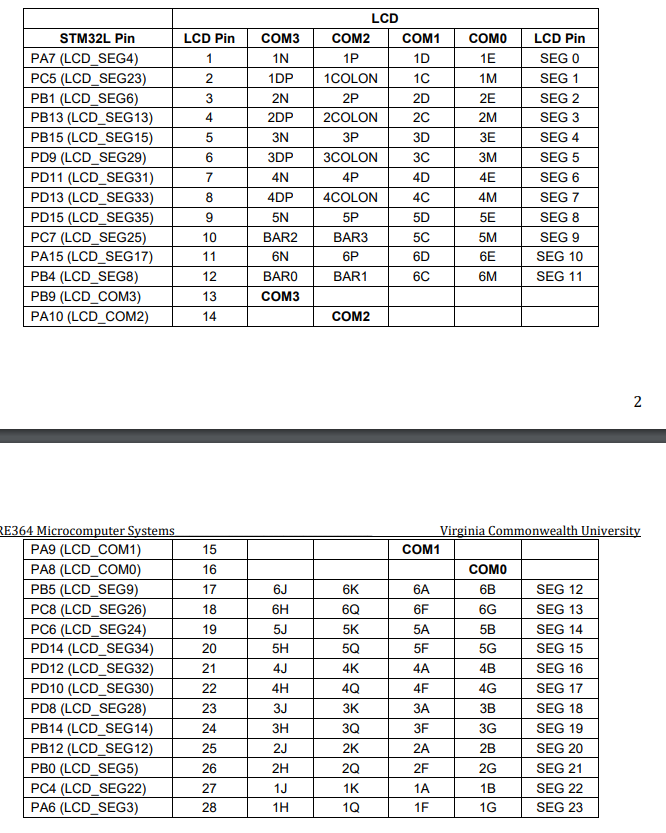 LCD
STM32L Pin LCD Pin COM3 COM2 COM1 COM0 LCD Pin
PA7 (LCD_SEG4) 1 1N 1P 1D 1E SEG 0
PC5 (LCD_SEG23) 2 1DP 1COLON 1C 1M SEG 1
PB1 (LCD_SEG6) 3 2N 2P 2D 2E SEG 2
PB13 (LCD_SEG13) 4 2DP 2COLON 2C 2M SEG 3
PB15 (LCD_SEG15) 5 3N 3P 3D 3E SEG 4
PD9 (LCD_SEG29) 6 3DP 3COLON 3C 3M SEG 5
PD11 (LCD_SEG31) 7 4N 4P 4D 4E SEG 6
PD13 (LCD_SEG33) 8 4DP 4COLON 4C 4M SEG 7
PD15 (LCD_SEG35) 9 5N 5P 5D 5E SEG 8
PC7 (LCD_SEG25) 10 BAR2 BAR3 5C 5M SEG 9
PA15 (LCD_SEG17) 11 6N 6P 6D 6E SEG 10
PB4 (LCD_SEG8) 12 BAR0 BAR1 6C 6M SEG 11
PB9 (LCD_COM3) 13 COM3
PA10 (LCD_COM2) 14 COM2
2
RE364 Microcomputer Systems Virginia Commonwealth University
PA9 (LCD_COM1) 15 COM1
PA8 (LCD_COM0) 16 COM0
PB5 (LCD_SEG9) 17 6J 6K 6A 6B SEG 12
PC8 (LCD_SEG26) 18 6H 6Q 6F 6G SEG 13
PC6 (LCD_SEG24) 19 5J 5K 5A 5B SEG 14
PD14 (LCD_SEG34) 20 5H 5Q 5F 5G SEG 15
PD12 (LCD_SEG32) 21 4J 4K 4A 4B SEG 16
PD10 (LCD_SEG30) 22 4H 4Q 4F 4G SEG 17
PD8 (LCD_SEG28) 23 3J 3K 3A 3B SEG 18
PB14 (LCD_SEG14) 24 3H 3Q 3F 3G SEG 19
PB12 (LCD_SEG12) 25 2J 2K 2A 2B SEG 20
PB0 (LCD_SEG5) 26 2H 2Q 2F 2G SEG 21
PC4 (LCD_SEG22) 27 1J 1K 1A 1B SEG 22
PA6 (LCD_SEG3) 28 1H 1Q 1F 1G SEG 23